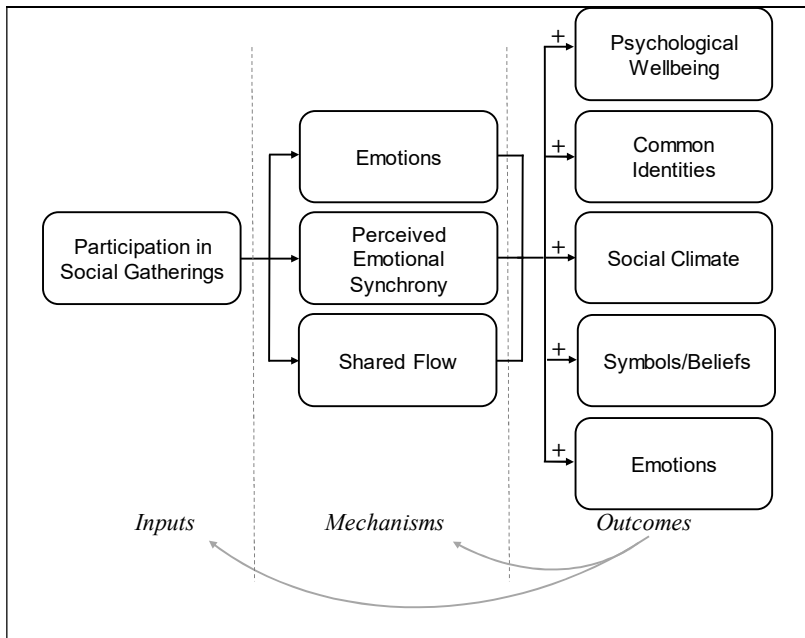 Participation in
Social Gatherings
Emotions
Perceived
Emotional
Synchrony
Shared Flow
+
Psychological
Wellbeing
+
Common
Identities
+
Social Climate
+
Symbols/Beliefs
+
Emotions
Inputs
Mechanisms
Outcomes